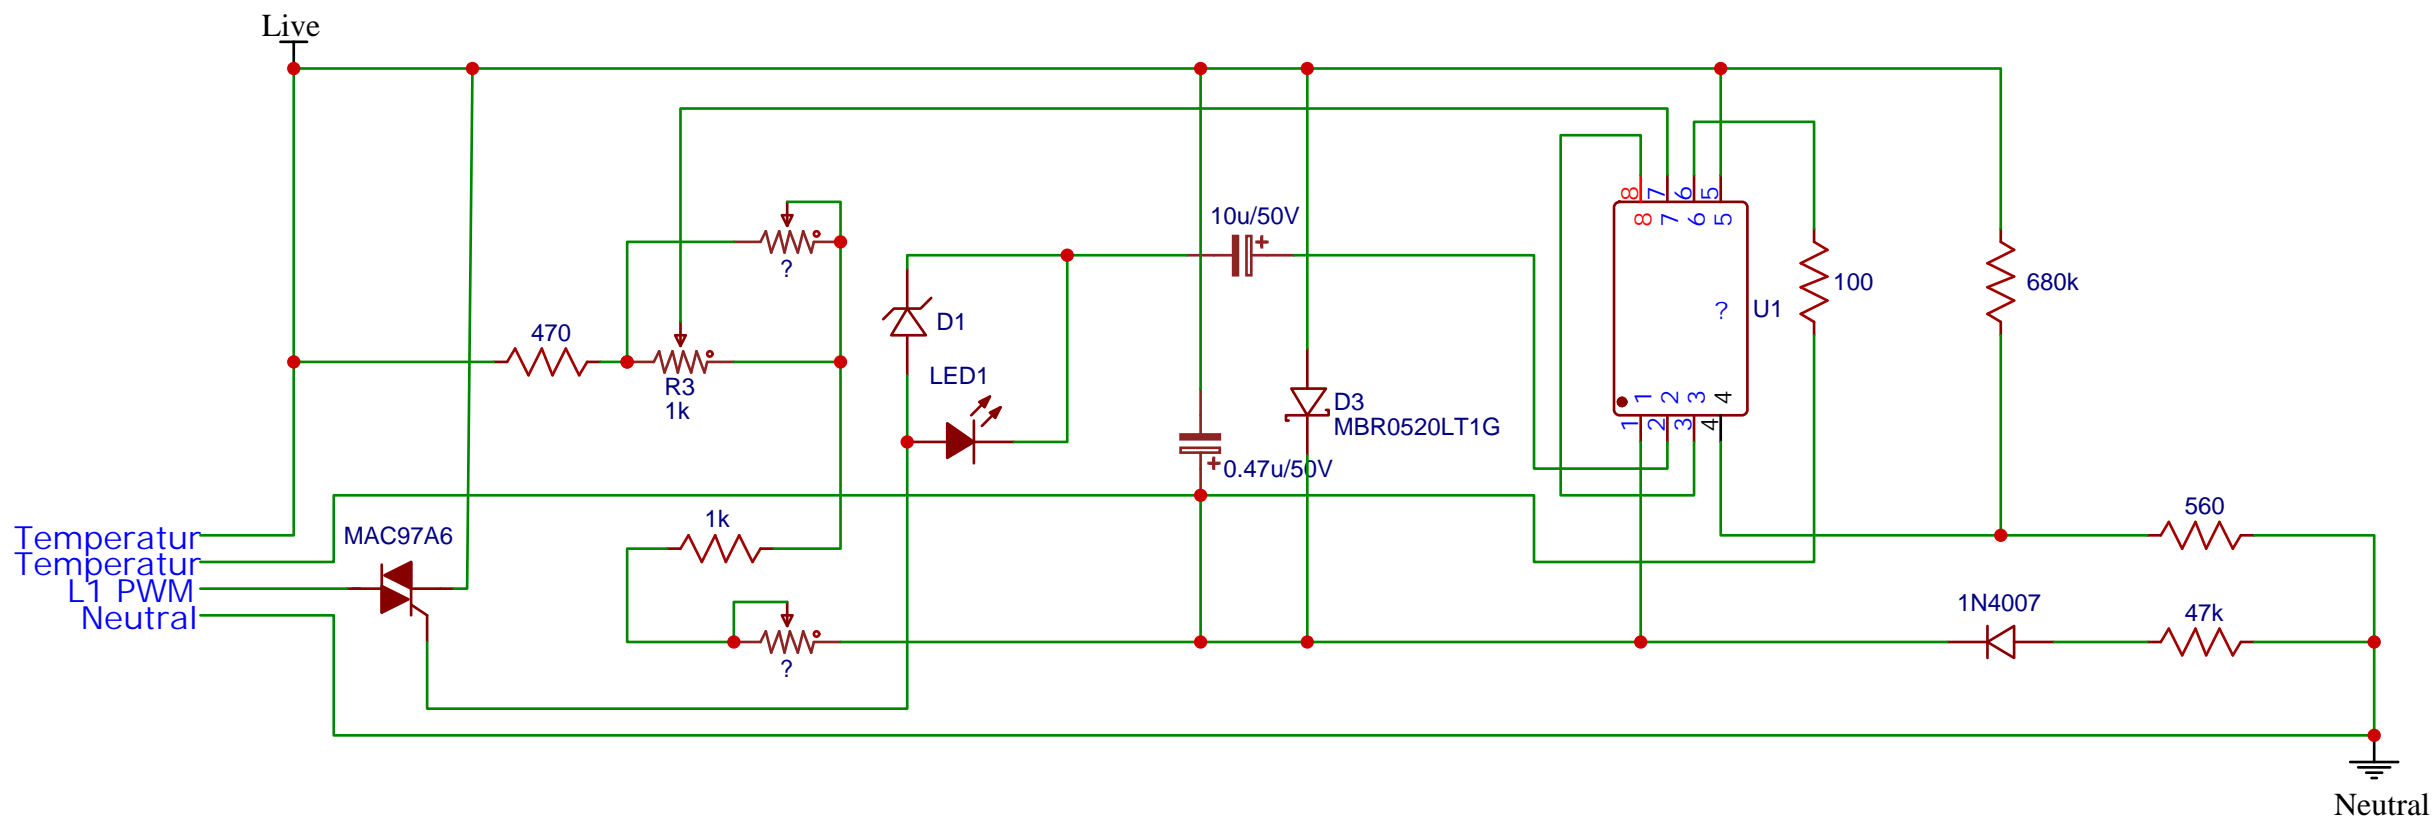 Live
10u/50V
8 7 6 5
8 7 6 5
?
470
R3
1k
D1
LED1
D3
MBR0520LT1G
0.47u/50V
? U1
100
680k
1 2 3 4
1 2 3 4
Temperatur
Temperatur
L1 PWM
Neutral
MAC97A6
1k
?
560
1N4007
47k
Neutral